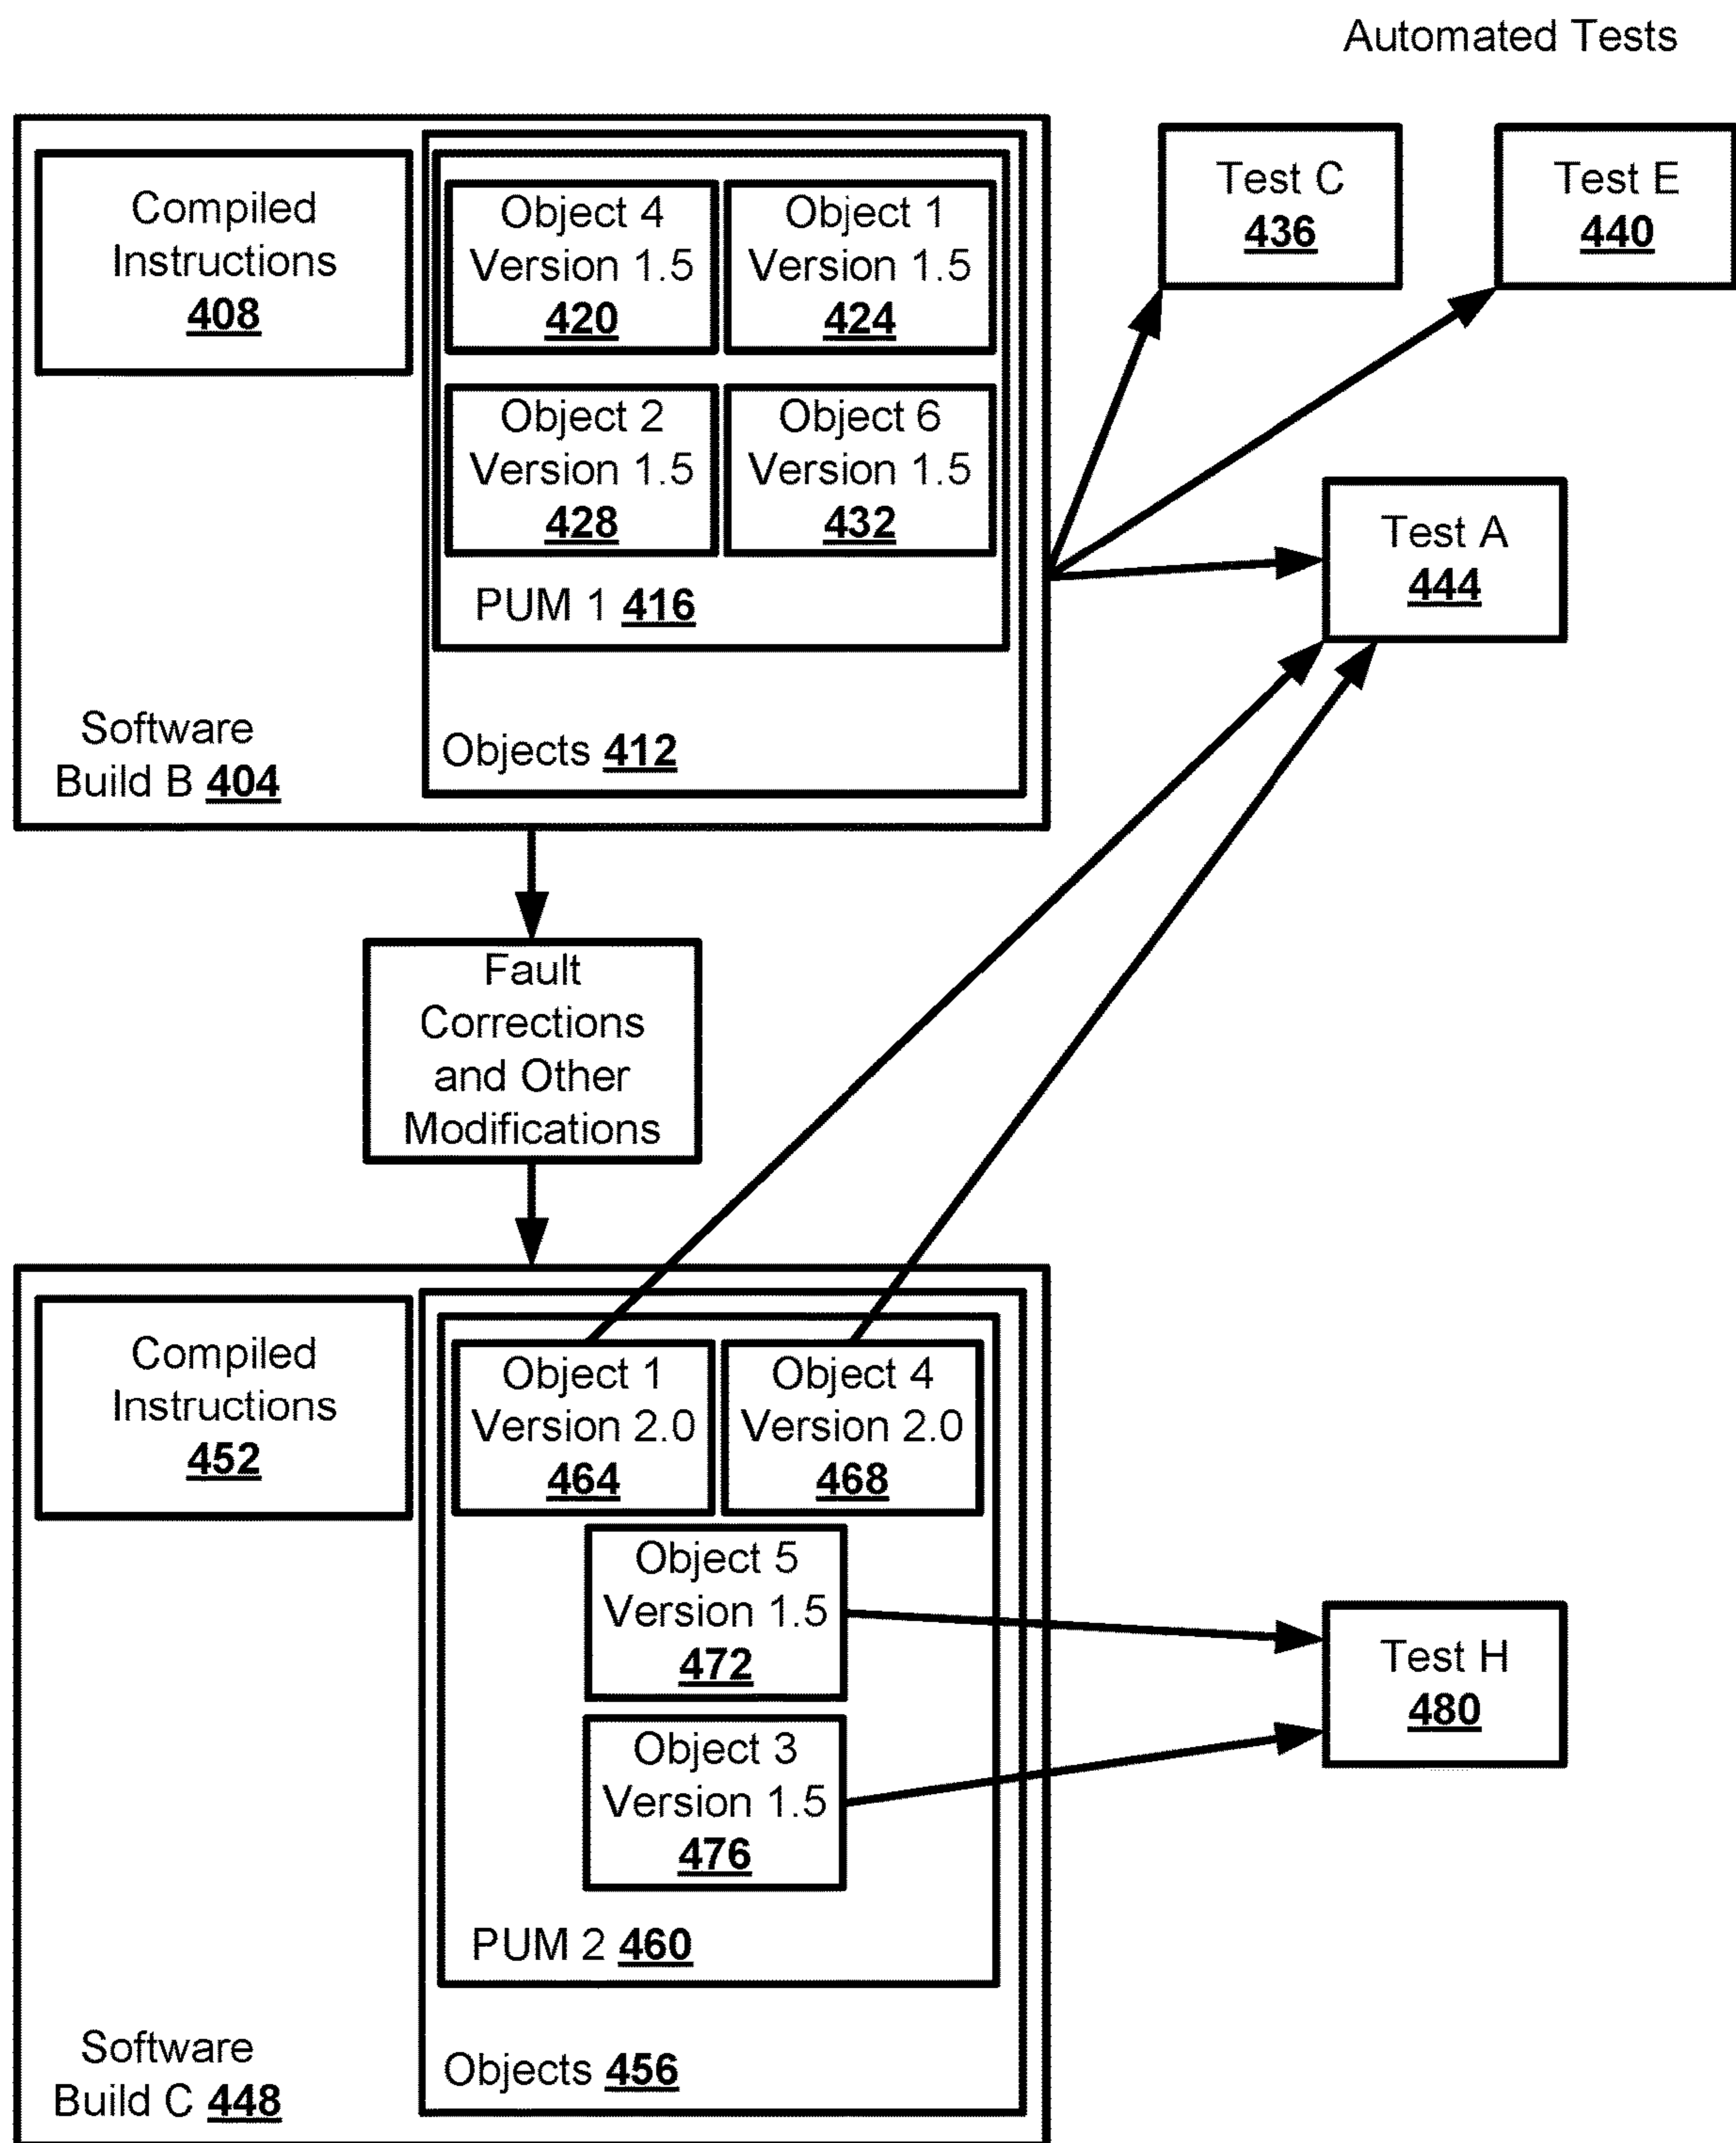 Automated Tests
Compiled
Instructions
408
Object 4
Version 1.5
420
Object 1
Version 1.5
424
Object 2
Version 1.5
428
Object 6
Version 1.5
432
PUM 1 416
Objects 412
Software
Build B 404
Test C
436
Test E
440
Test A
444
Fault
Corrections
and Other
Modifications
Compiled
Instructions
452
Object 1
Version 2.0
464
Object 4
Version 2.0
468
Object 5
Version 1.5
472
Object 3
Version 1.5
476
PUM 2 460
Objects 456
Software
Build C 448
Test H
480